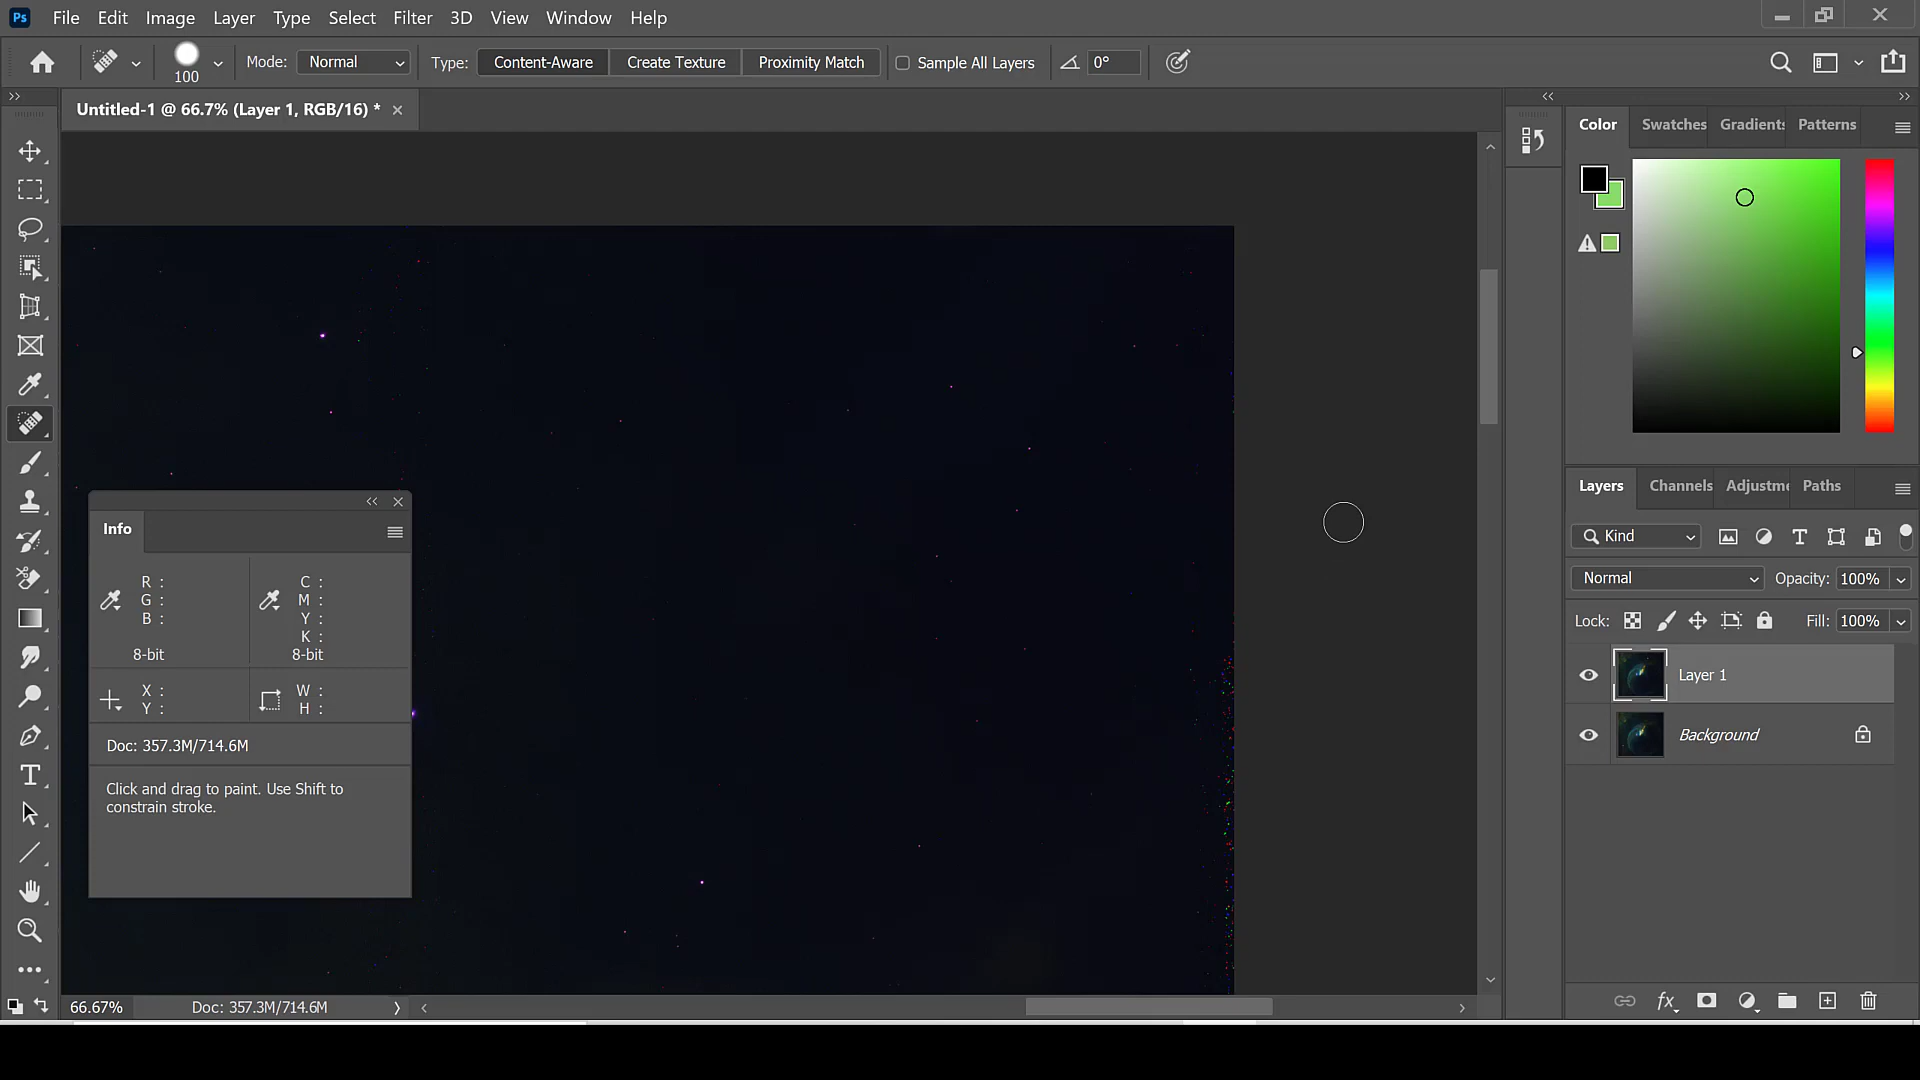 Ps File Edit Image Layer Type Select Filter 3D View Window Help
100 Mode: Normal Type: Content-Aware Create Texture Proximity Match Sample All Layers 0°
Untitled-1 @ 66.7% (Layer 1, RGB/16) *
Color Swatches Gradients Patterns
Info
R :
G :
B :
8-bit
C :
M :
Y :
K :
8-bit
X :
Y :
W :
H :
Doc: 357.3M/714.6M
Click and drag to paint. Use Shift to
constrain stroke.
Layers Channels Adjustme Paths
Kind
Normal Opacity: 100%
Lock: Fill: 100%
Layer 1
Background
66.67% Doc: 357.3M/714.6M